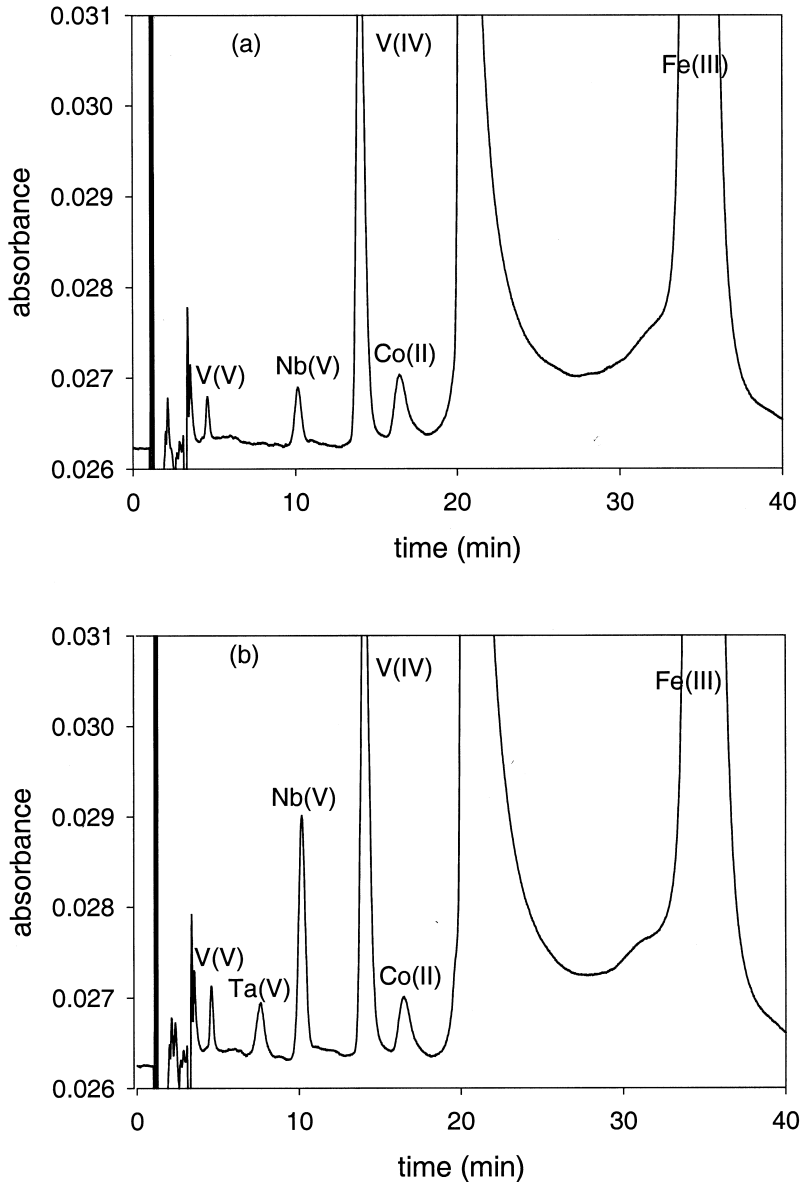 (a)
V(IV)
Fe(III)
V(V)
Nb(V)
Co(II)
0.031
0.030
0.029
0.028
0.027
0.026
absorbance
0 10 20 30 40
time (min)
(b)
V(IV)
Fe(III)
Nb(V)
V(V)
Ta(V)
Co(II)
0.031
0.030
0.029
0.028
0.027
0.026
absorbance
0 10 20 30 40
time (min)